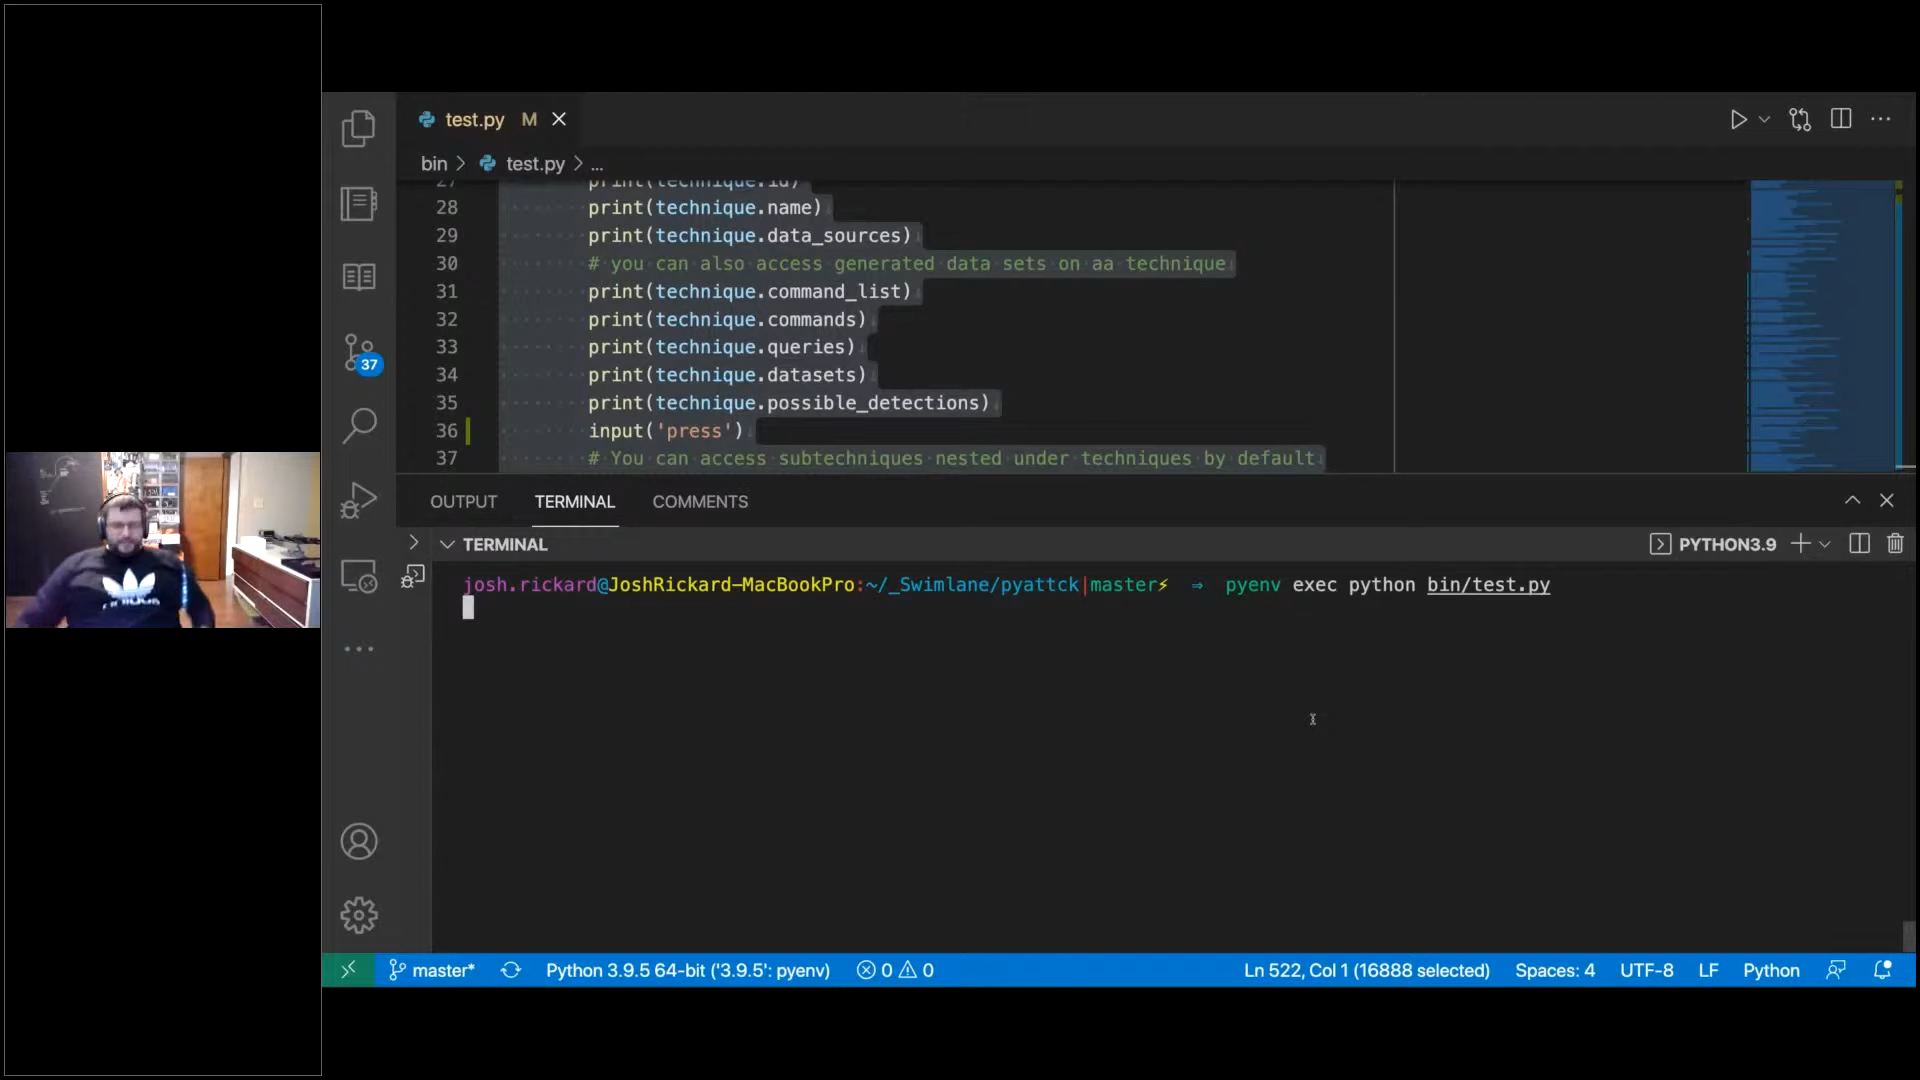 test.py M
bin > test.py > ...
27 print(technique.id)
28 print(technique.name)
29 print(technique.data_sources)
30 # you can also access generated data sets on aa technique
31 print(technique.command_list)
32 print(technique.commands)
33 print(technique.queries)
34 print(technique.datasets)
35 print(technique.possible_detections)
36 input('press')
37 # You can access subtechniques nested under techniques by default
37
OUTPUT TERMINAL COMMENTS
TERMINAL PYTHON3.9
josh.rickard@JoshRickard-MacBookPro:~/_Swimlane/pyattck|master⚡ ⇒ pyenv exec python bin/test.py
master* Python 3.9.5 64-bit ('3.9.5': pyenv) 0 0 Ln 522, Col 1 (16888 selected) Spaces: 4 UTF-8 LF Python